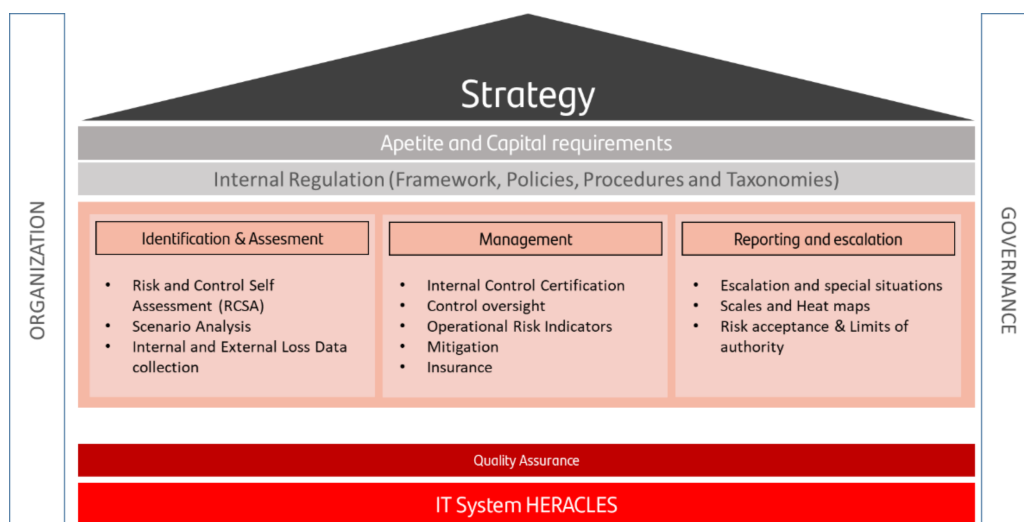 Strategy
Apetite and Capital requirements
Internal Regulation (Framework, Policies, Procedures and Taxonomies)
ORGANIZATION
Identification & Assesment
• Risk and Control Self
Assessment (RCSA)
• Scenario Analysis
• Internal and External Loss Data
collection
Management
• Internal Control Certification
• Control oversight
• Operational Risk Indicators
• Mitigation
• Insurance
Reporting and escalation
• Escalation and special situations
• Scales and Heat maps
• Risk acceptance & Limits of
authority
GOVERNANCE
Quality Assurance
IT System HERACLES